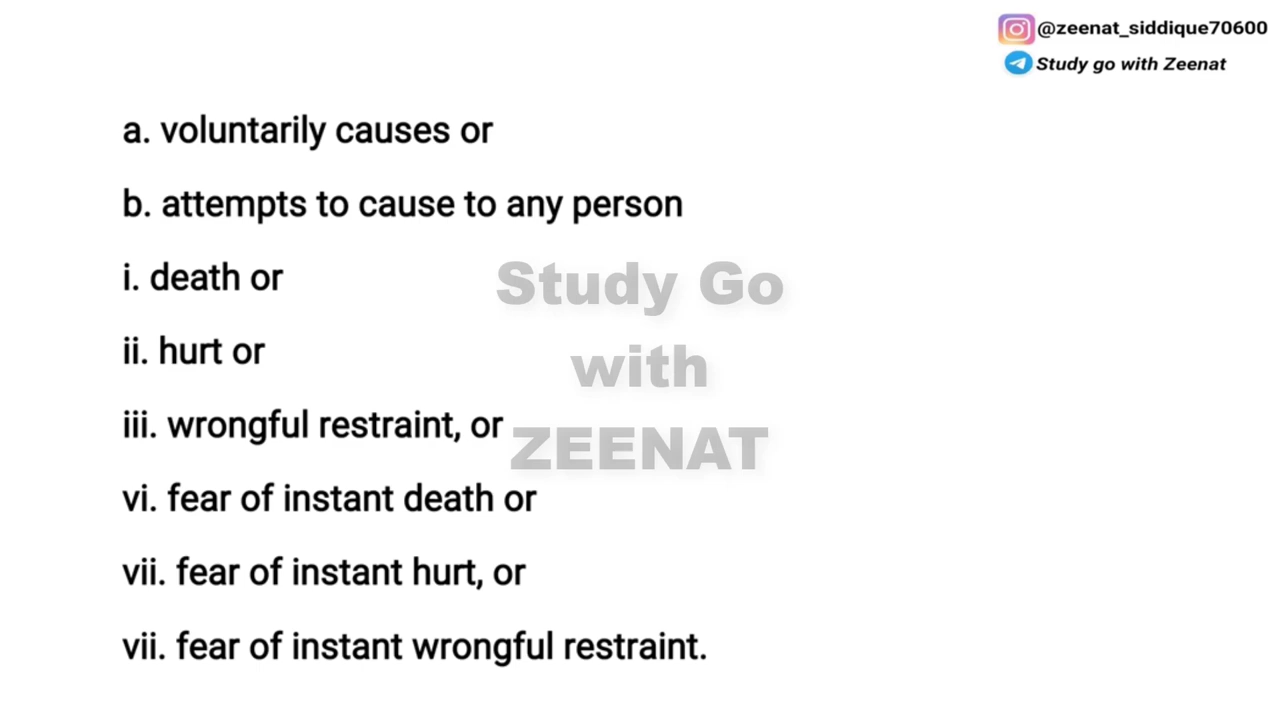 @zeenat_siddique70600
Study go with Zeenat
a. voluntarily causes or
b. attempts to cause to any person
i. death or
ii. hurt or
iii. wrongful restraint, or
vi. fear of instant death or
vii. fear of instant hurt, or
vii. fear of instant wrongful restraint.
Study Go
with
ZEENAT